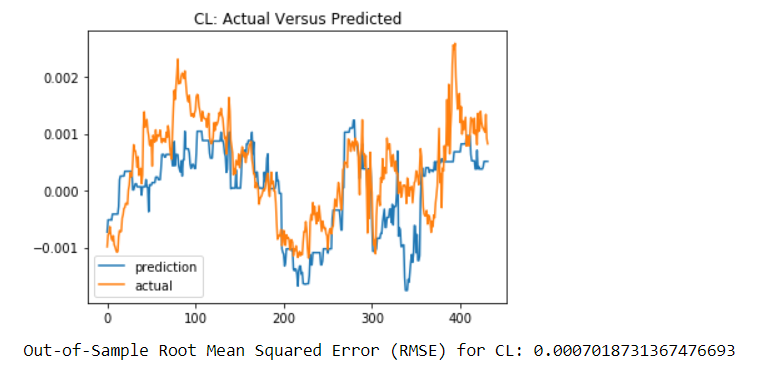 CL: Actual Versus Predicted
0.002
0.001
0.000
−0.001
prediction
actual
0 100 200 300 400
Out-of-Sample Root Mean Squared Error (RMSE) for CL: 0.0007018731367476693